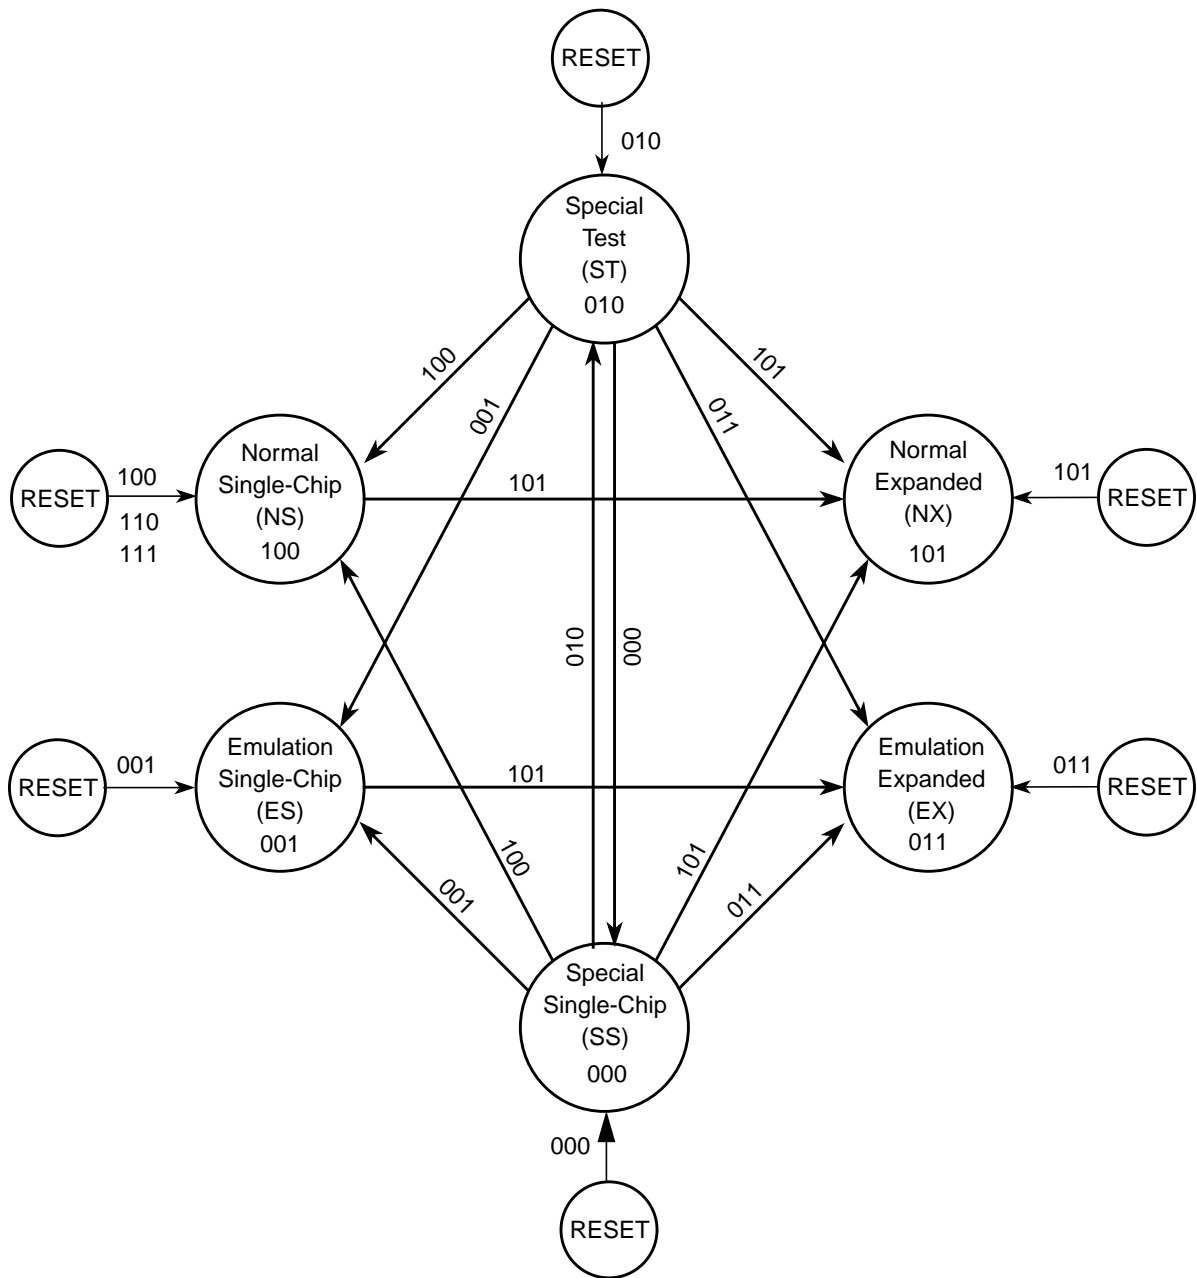 RESET
010
Special
Test
(ST)
010
100
001
101
011
Normal
Single-Chip
(NS)
100
RESET
100
110
111
101
Normal
Expanded
(NX)
101
101
RESET
010
000
Emulation
Single-Chip
(ES)
001
RESET
001
101
Emulation
Expanded
(EX)
011
011
RESET
001
100
101
011
Special
Single-Chip
(SS)
000
000
RESET